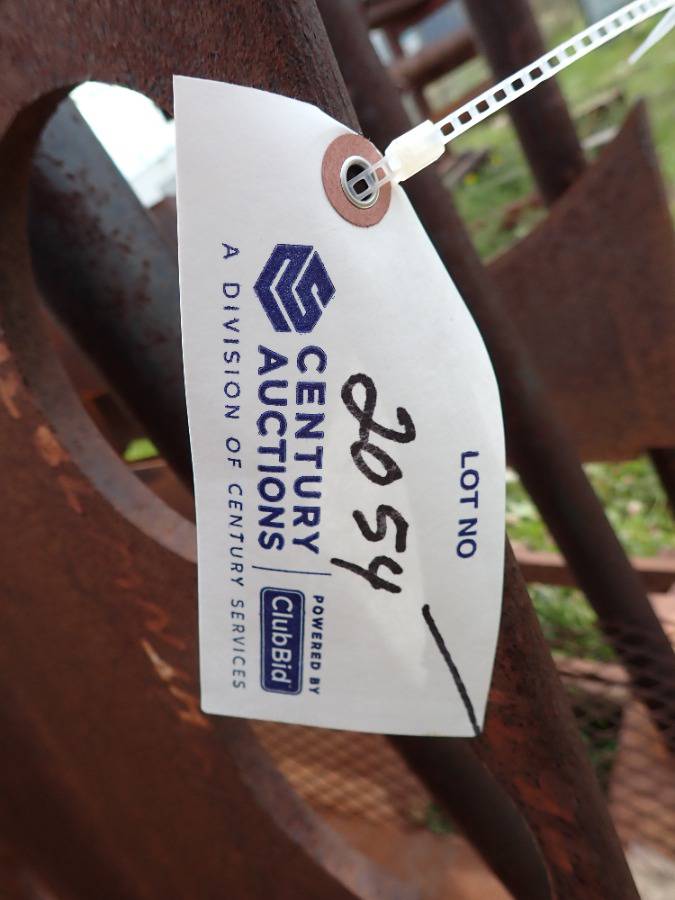 LOT NO
2054
CENTURY
AUCTIONS
A DIVISION OF CENTURY SERVICES
POWERED BY
ClubBid